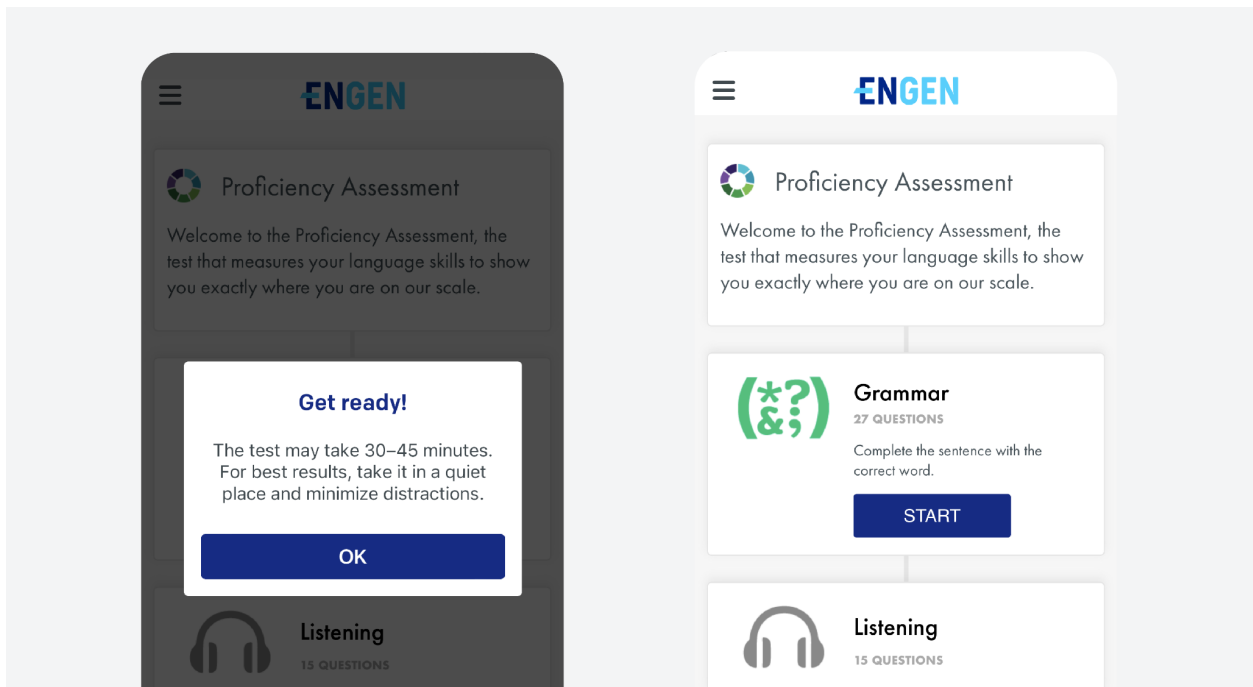 ENGEN
Proficiency Assessment
Welcome to the Proficiency Assessment, the
test that measures your language skills to show
you exactly where you are on our scale.
Get ready!
The test may take 30–45 minutes.
For best results, take it in a quiet
place and minimize distractions.
OK
Listening
15 QUESTIONS
ENGEN
Proficiency Assessment
Welcome to the Proficiency Assessment, the
test that measures your language skills to show
you exactly where you are on our scale.
(*?
&;)
Grammar
27 QUESTIONS
Complete the sentence with the
correct word.
START
Listening
15 QUESTIONS